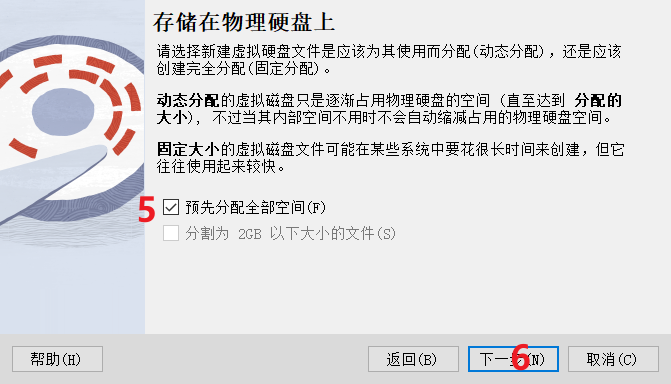 存储在物理硬盘上
请选择新建虚拟硬盘文件是应该为其使用而分配(动态分配)，还是应该
创建完全分配(固定分配)。
动态分配的虚拟磁盘只是逐渐占用物理硬盘的空间 (直至达到 分配的
大小)，不过当其内部空间不用时不会自动缩减占用的物理硬盘空间。
固定大小的虚拟磁盘文件可能在某些系统中要花很长时间来创建，但它
往往使用起来较快。
5 预先分配全部空间(F)
分割为 2GB 以下大小的文件(S)
帮助(H) 返回(B) 下一步(N) 6 取消(C)